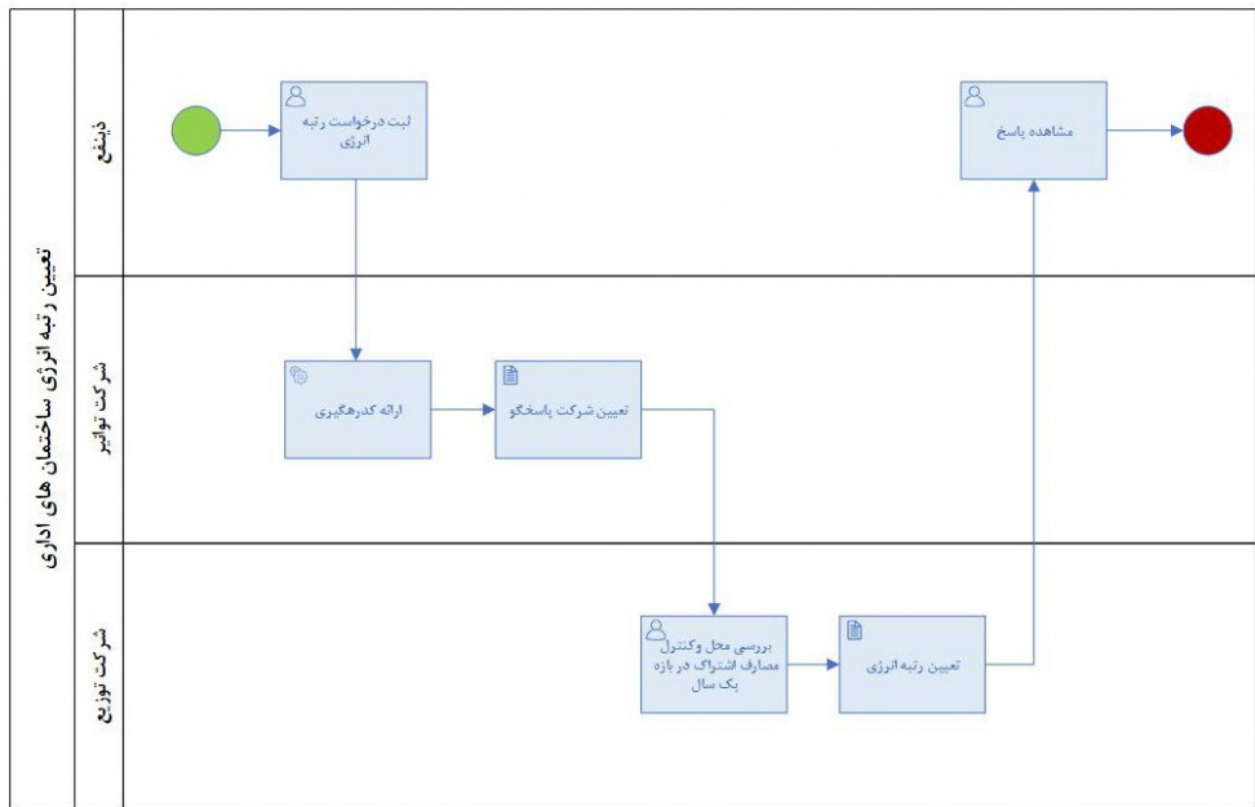 تعیین رتبه انرژی ساختمان های اداری
ذینفع
ثبت درخواست رتبه
انرژی
مشاهده پاسخ
شرکت توانیر
ارائه کدرهگیری
تعیین شرکت پاسخگو
شرکت توزیع
بررسی محل وکنترل
مصارف اشتراک در بازه
یک سال
تعیین رتبه انرژی